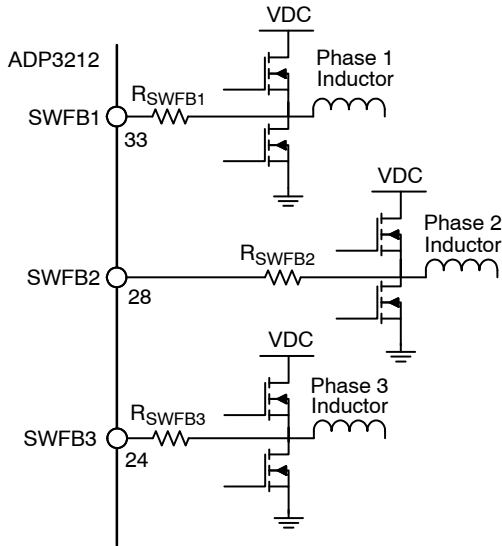 VDC
ADP3212
Phase 1
Inductor
RSWFB1
SWFB1
33
VDC
Phase 2
Inductor
RSWFB2
SWFB2
28
VDC
Phase 3
Inductor
RSWFB3
SWFB3
24